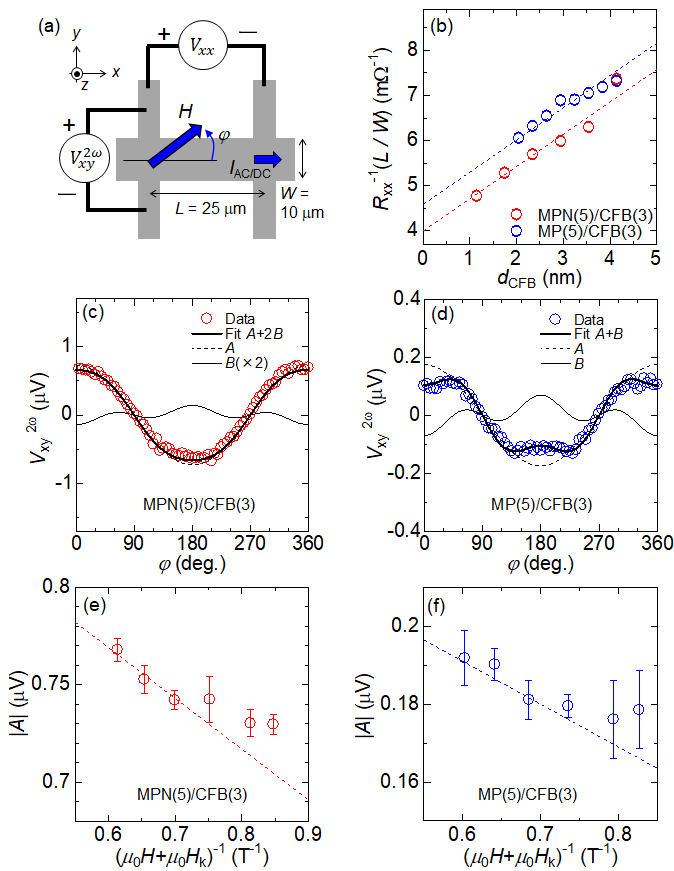 (a)
y
x
z
+
V_xx
—
H
φ
+
V_xy^2ω
—
I_AC/DC
L = 25 μm
W =
10 μm
(b)
R_xx^-1(L / W) (mΩ^-1)
8
7
6
5
4
MPN(5)/CFB(3)
MP(5)/CFB(3)
0 1 2 3 4 5
d_CFB (nm)
(c)
Data
Fit A+2B
A
B(×2)
V_xy^2ω (μV)
1
0
-1
MPN(5)/CFB(3)
0 90 180 270 360
φ (deg.)
(d)
Data
Fit A+B
A
B
V_xy^2ω (μV)
0.4
0.2
0
-0.2
-0.4
MP(5)/CFB(3)
0 90 180 270 360
φ (deg.)
(e)
|A| (μV)
0.8
0.75
0.7
MPN(5)/CFB(3)
0.6 0.7 0.8 0.9
(μ0H+μ0Hk)^-1 (T^-1)
(f)
|A| (μV)
0.2
0.18
0.16
MP(5)/CFB(3)
0.6 0.7 0.8
(μ0H+μ0Hk)^-1 (T^-1)